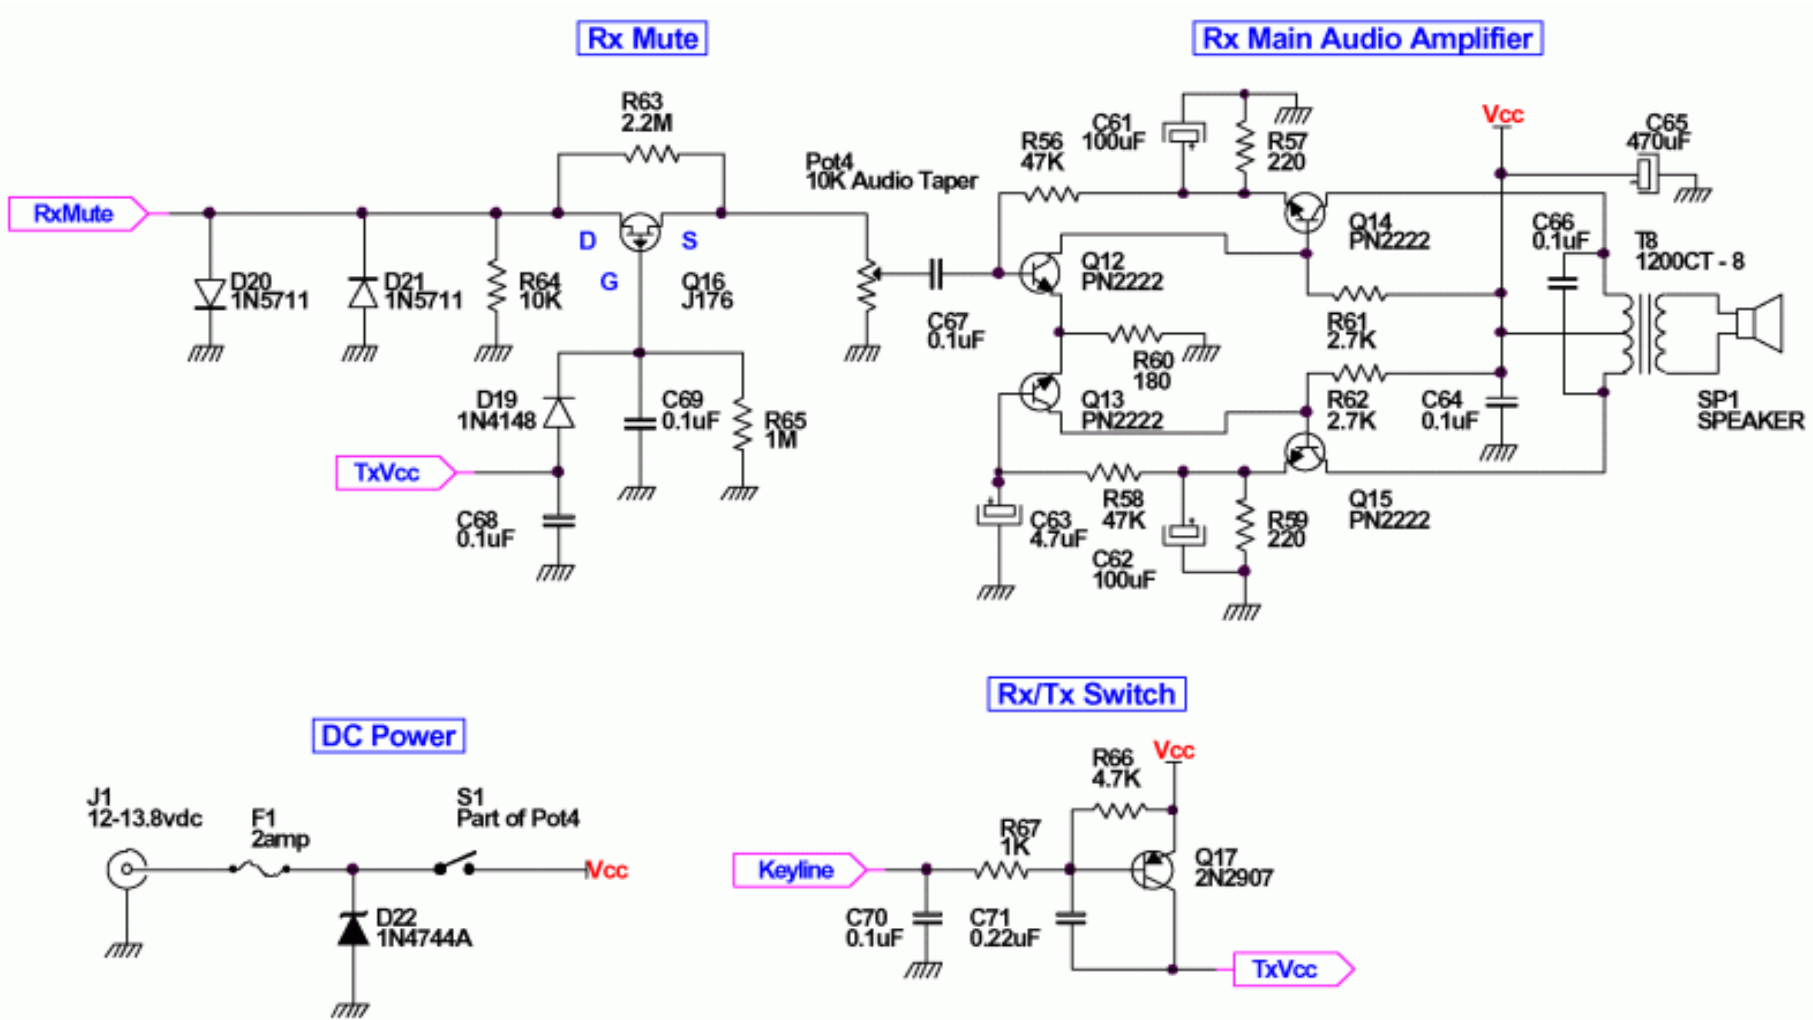 Rx Mute
Rx Main Audio Amplifier
R63
2.2M
RxMute
D20
1N5711
D21
1N5711
R64
10K
D
S
G
Q16
J176
D19
1N4148
C69
0.1uF
R65
1M
TxVcc
C68
0.1uF
Pot4
10K Audio Taper
C67
0.1uF
R56
47K
C61
100uF
R57
220
Q12
PN2222
Q14
PN2222
R60
180
R61
2.7K
Q13
PN2222
R62
2.7K
R58
47K
C63
4.7uF
C62
100uF
R59
220
Q15
PN2222
Vcc
C65
470uF
C66
0.1uF
T8
1200CT - 8
C64
0.1uF
SP1
SPEAKER
DC Power
J1
12-13.8vdc
F1
2amp
S1
Part of Pot4
Vcc
D22
1N4744A
Rx/Tx Switch
Vcc
R66
4.7K
R67
1K
Keyline
Q17
2N2907
C70
0.1uF
C71
0.22uF
TxVcc